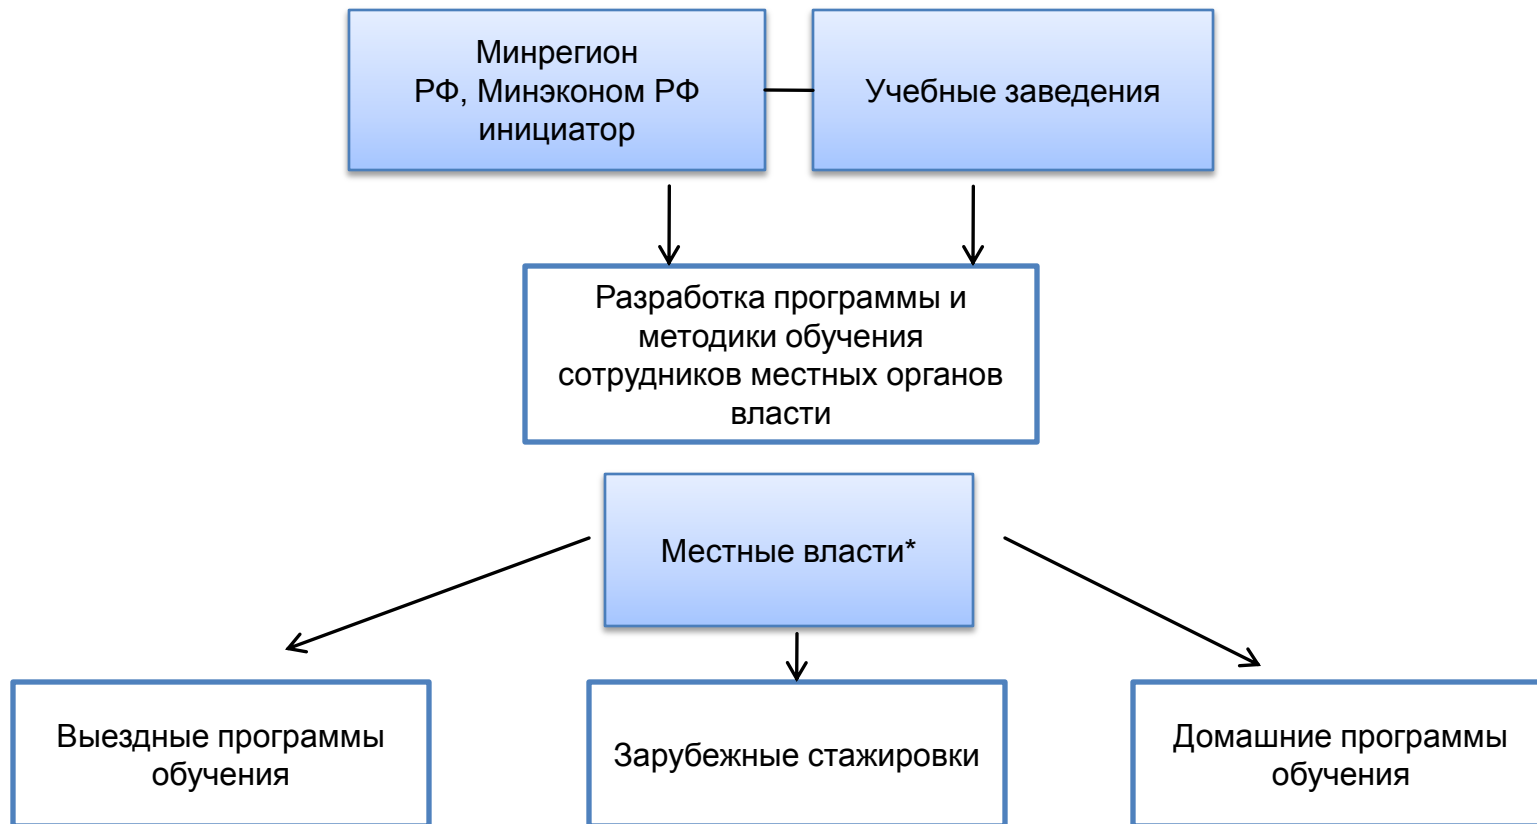 Минрегион
РФ, Минэконом РФ
инициатор
Учебные заведения
Разработка программы и
методики обучения
сотрудников местных органов
власти
Местные власти*
Выездные программы
обучения
Зарубежные стажировки
Домашние программы
обучения